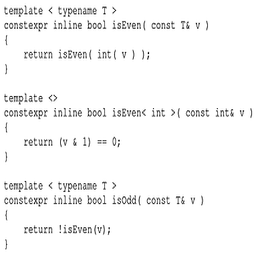 template < typename T >
constexpr inline bool isEven( const T& v )
{
    return isEven( int( v ) );
}

template <>
constexpr inline bool isEven< int >( const int& v )
{
    return (v & 1) == 0;
}

template < typename T >
constexpr inline bool isOdd( const T& v )
{
    return !isEven(v);
}